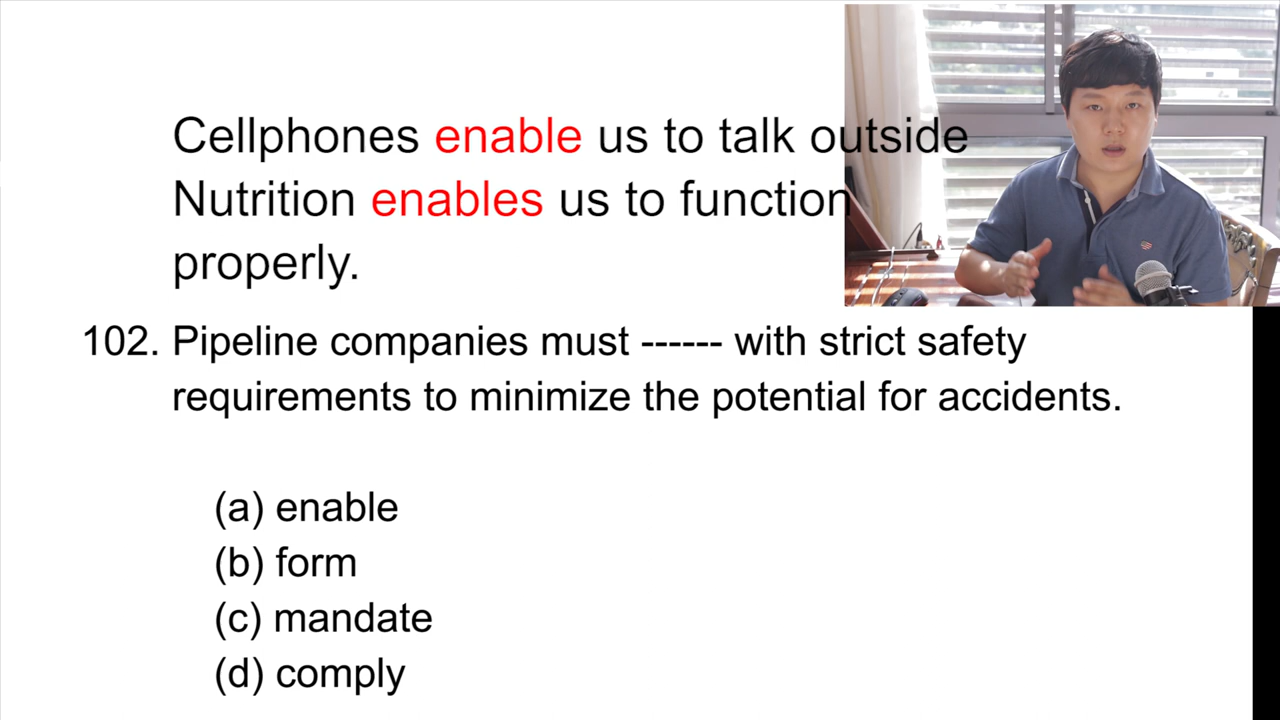 Cellphones enable us to talk outside
Nutrition enables us to function
properly.
102. Pipeline companies must ------ with strict safety
requirements to minimize the potential for accidents.
(a) enable
(b) form
(c) mandate
(d) comply